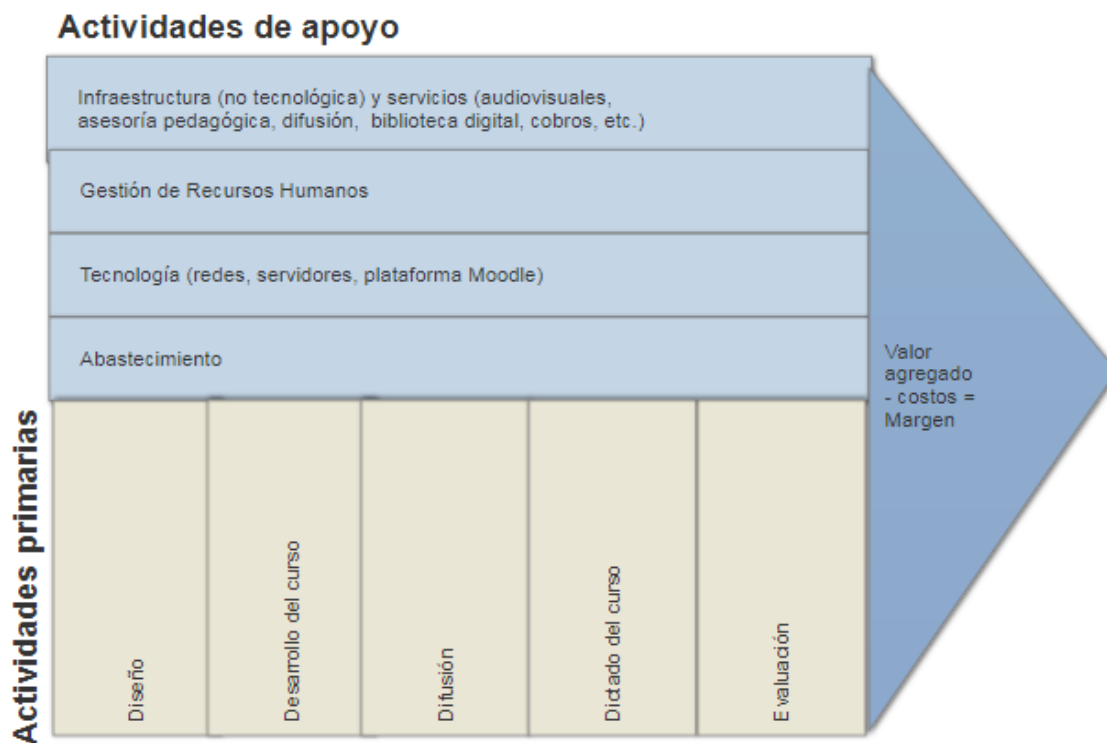 Actividades de apoyo
Infraestructura (no tecnológica) y servicios (audiovisuales,
asesoría pedagógica, difusión, biblioteca digital, cobros, etc.)
Gestión de Recursos Humanos
Tecnología (redes, servidores, plataforma Moodle)
Abastecimiento
Valor
agregado
- costos =
Margen
Actividades primarias
Diseño
Desarrollo del curso
Difusión
Dictado del curso
Evaluación